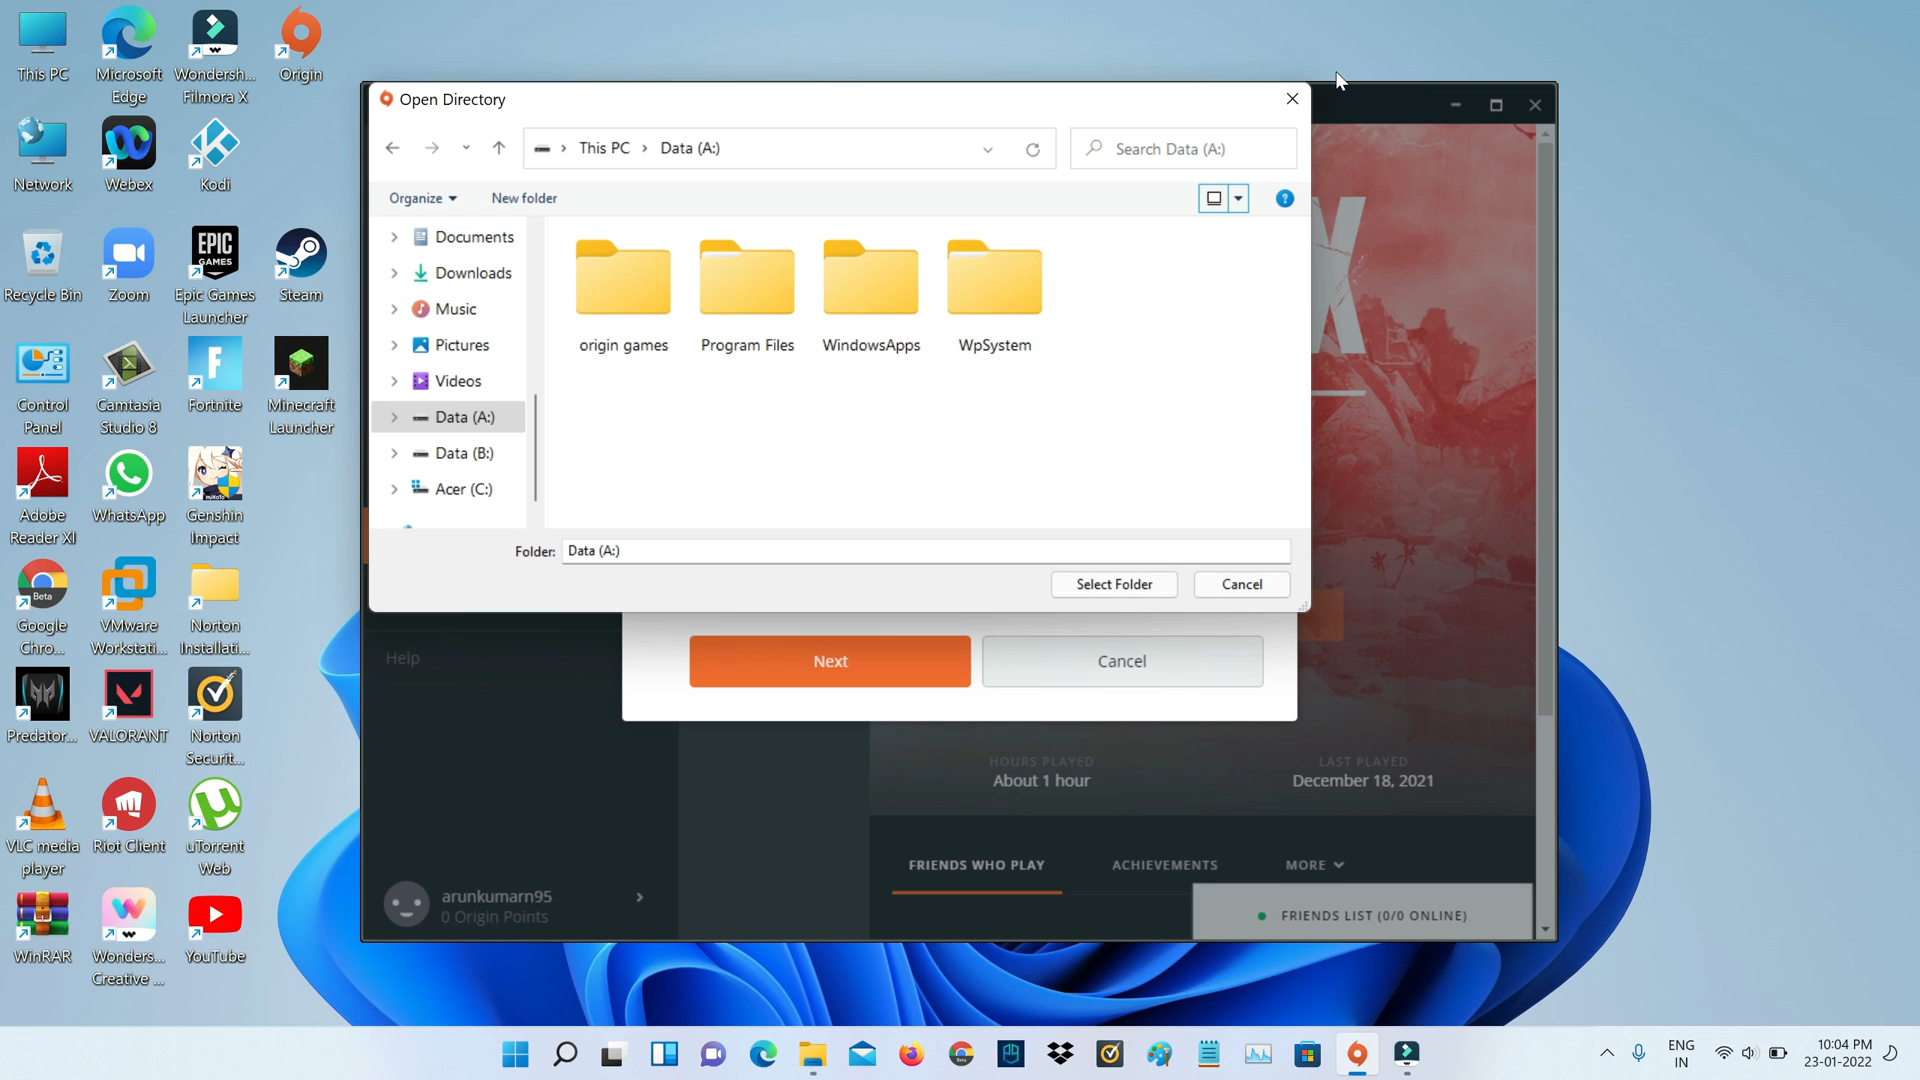 This PC
Microsoft
Edge
Wondersh...
Filmora X
Origin
Network
Webex
Kodi
Recycle Bin
Zoom
EPIC
GAMES
Epic Games
Launcher
Steam
Control
Panel
Camtasia
Studio 8
Fortnite
Minecraft
Launcher
Adobe
Reader XI
WhatsApp
Genshin
Impact
Beta
Google
Chro...
VMware
Workstati...
Norton
Installati...
Predator...
VALORANT
Norton
Securit...
VLC media
player
Riot Client
uTorrent
Web
WinRAR
Wonders...
Creative ...
YouTube
Open Directory
This PC
Data (A:)
Search Data (A:)
Organize
New folder
Documents
Downloads
Music
Pictures
Videos
Data (A:)
Data (B:)
Acer (C:)
origin games
Program Files
WindowsApps
WpSystem
Folder:
Data (A:)
Select Folder
Cancel
Help
Next
Cancel
HOURS PLAYED
About 1 hour
LAST PLAYED
December 18, 2021
FRIENDS WHO PLAY
ACHIEVEMENTS
MORE
arunkumarn95
0 Origin Points
FRIENDS LIST (0/0 ONLINE)
ENG
IN
10:04 PM
23-01-2022